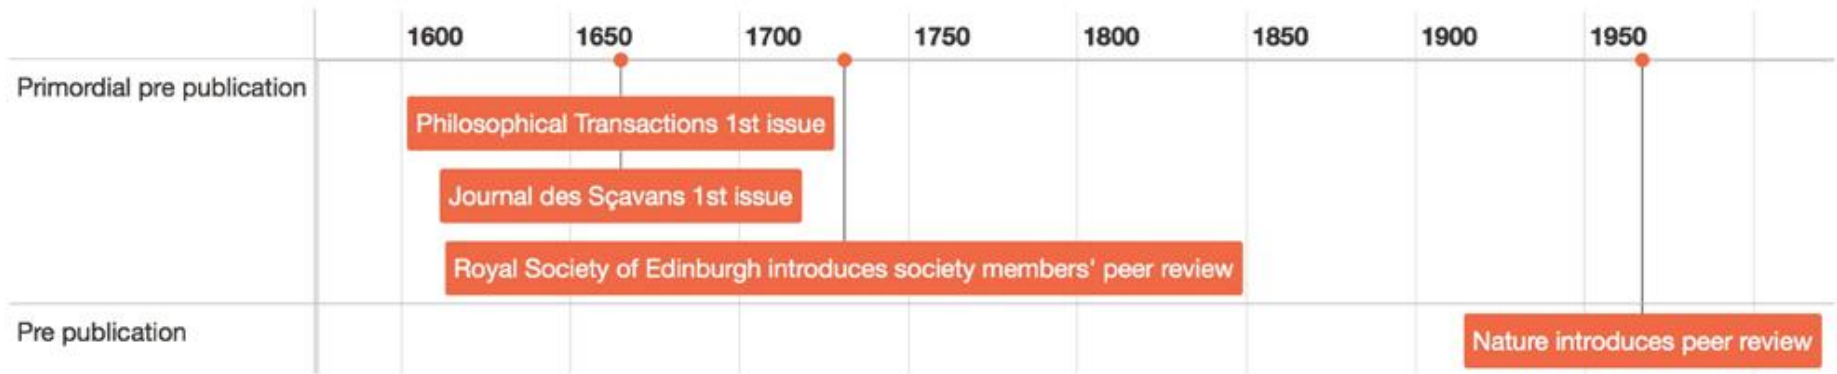 1600 1650 1700 1750 1800 1850 1900 1950
Primordial pre publication
Philosophical Transactions 1st issue
Journal des Sçavans 1st issue
Royal Society of Edinburgh introduces society members' peer review
Pre publication
Nature introduces peer review